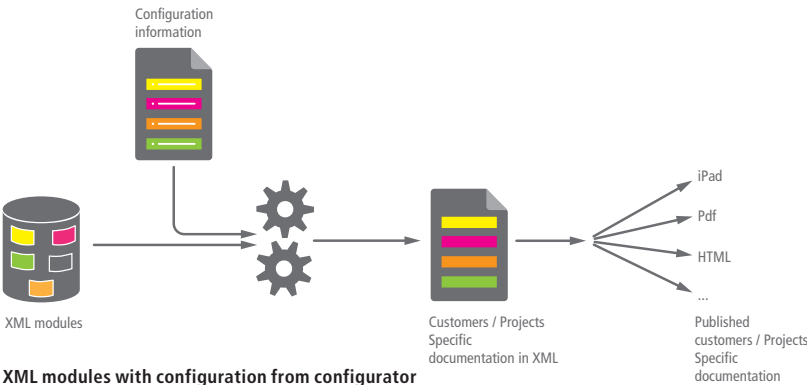 Configuration
information
iPad
Pdf
HTML
...
XML modules
Customers / Projects
Specific
documentation in XML
Published
customers / Projects
Specific
documentation
XML modules with configuration from configurator